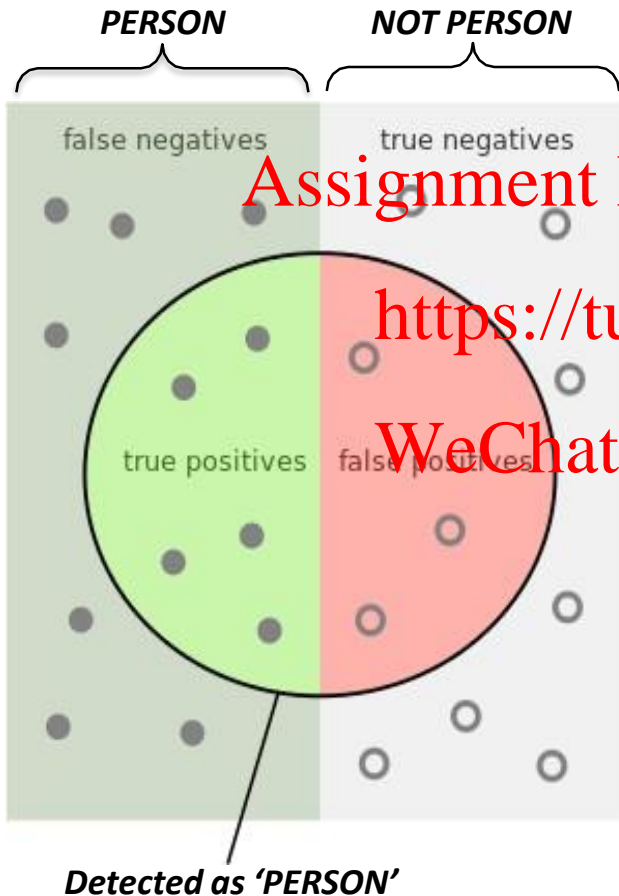 PERSON
NOT PERSON
false negatives
true negatives
Assignment
https://tu
true positives
false positives
WeChat
Detected as ‘PERSON’